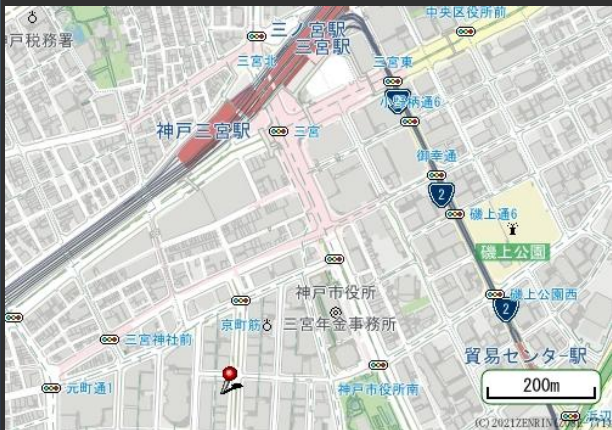 中央区役所前
三ノ宮駅
戸税務署
三宮駅
三宮北
三宮東
2
小野柄通6
神戸三宮駅
三宮
御幸通
2
磯上通6
磯上公園
神戸市役所
磯上公園西
2
京町筋
三宮年金事務所
三宮神社前
貿易センター駅
元町通1
神戸市役所南
200m
(C) 2021ZENRIN
浜辺